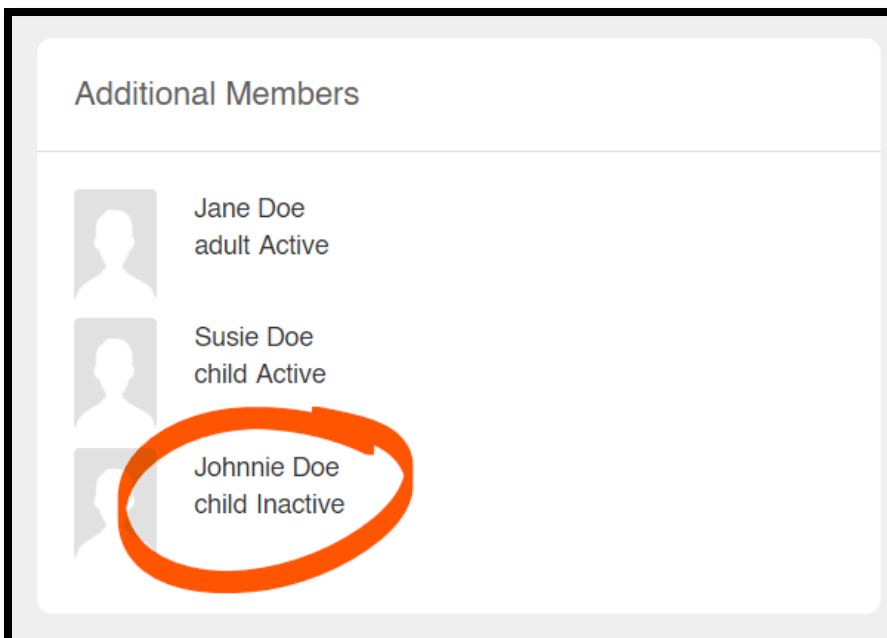 Additional Members
Jane Doe
adult Active
Susie Doe
child Active
Johnnie Doe
child Inactive